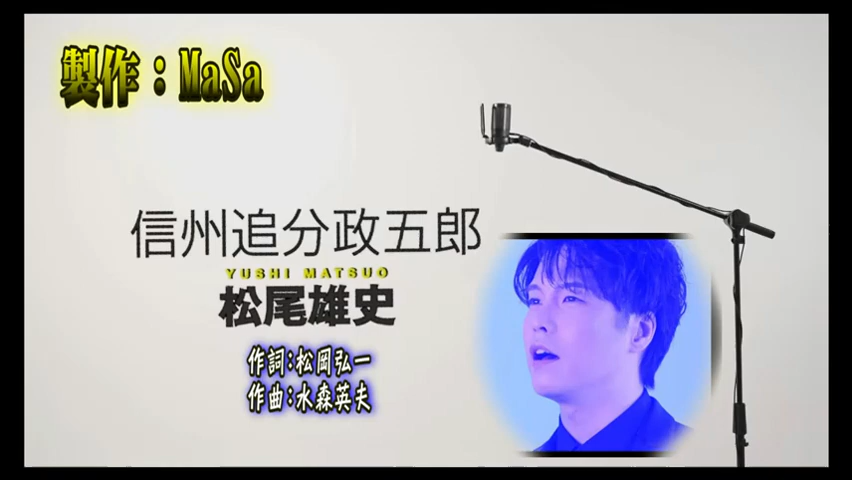 製作：MaSa
信州追分政五郎
YUSHI MATSUO
松尾雄史
作詞:松岡弘一
作曲:水森英夫